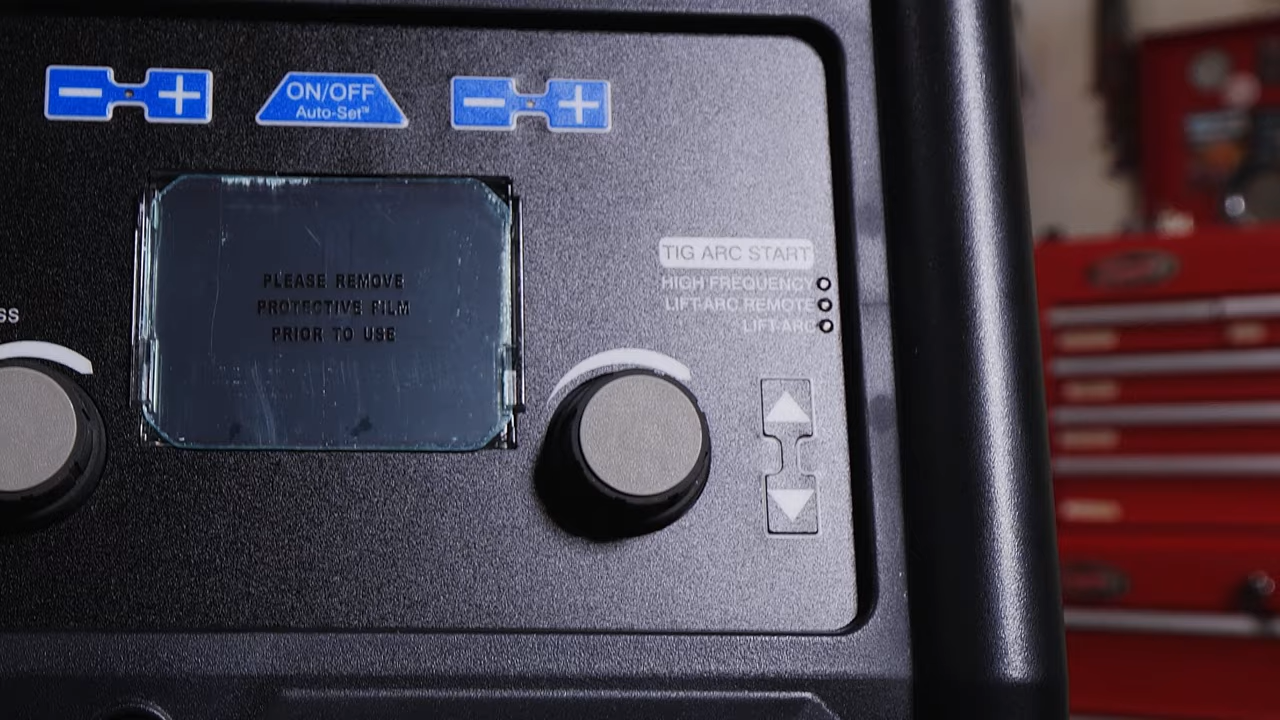 ON/OFF
Auto-Set™
TIG ARC START
HIGH FREQUENCY
LIFT-ARC REMOTE
LIFT-ARC
PLEASE REMOVE
PROTECTIVE FILM
PRIOR TO USE
SS